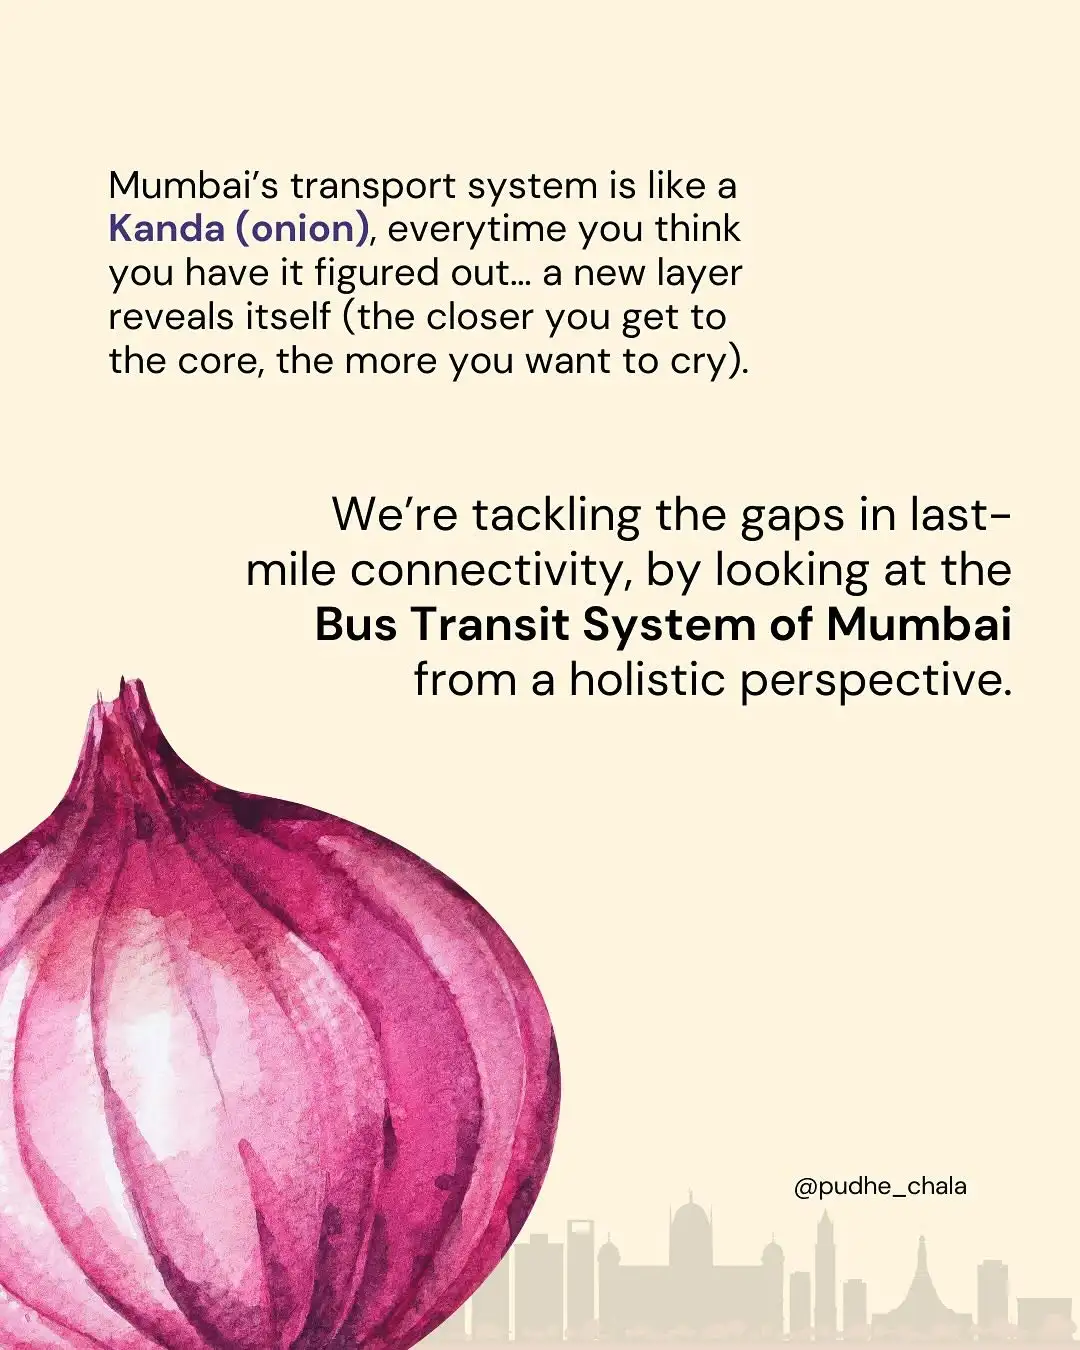 Mumbai’s transport system is like a
Kanda (onion), everytime you think
you have it figured out... a new layer
reveals itself (the closer you get to
the core, the more you want to cry).
We’re tackling the gaps in last-
mile connectivity, by looking at the
Bus Transit System of Mumbai
from a holistic perspective.
@pudhe_chala